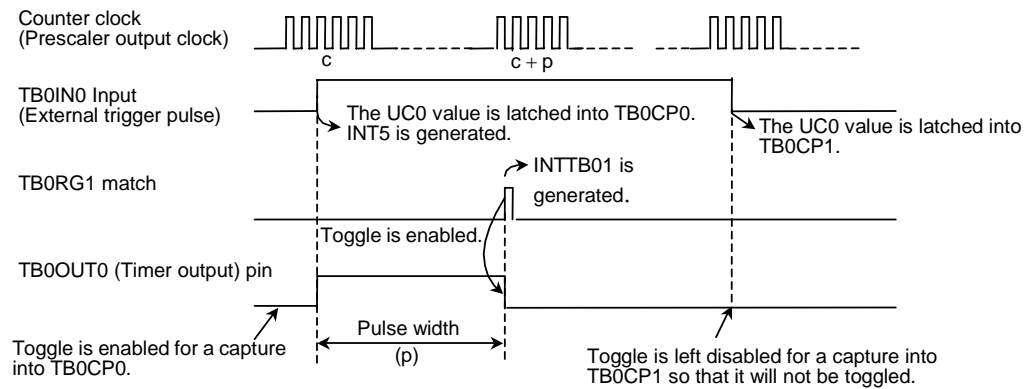 Counter clock
(Prescaler output clock)
c
c + p
TB0IN0 Input
(External trigger pulse)
The UC0 value is latched into TB0CP0.
INT5 is generated.
The UC0 value is latched into
TB0CP1.
TB0RG1 match
INTTB01 is
generated.
Toggle is enabled.
TB0OUT0 (Timer output) pin
Pulse width
(p)
Toggle is enabled for a capture
into TB0CP0.
Toggle is left disabled for a capture into
TB0CP1 so that it will not be toggled.